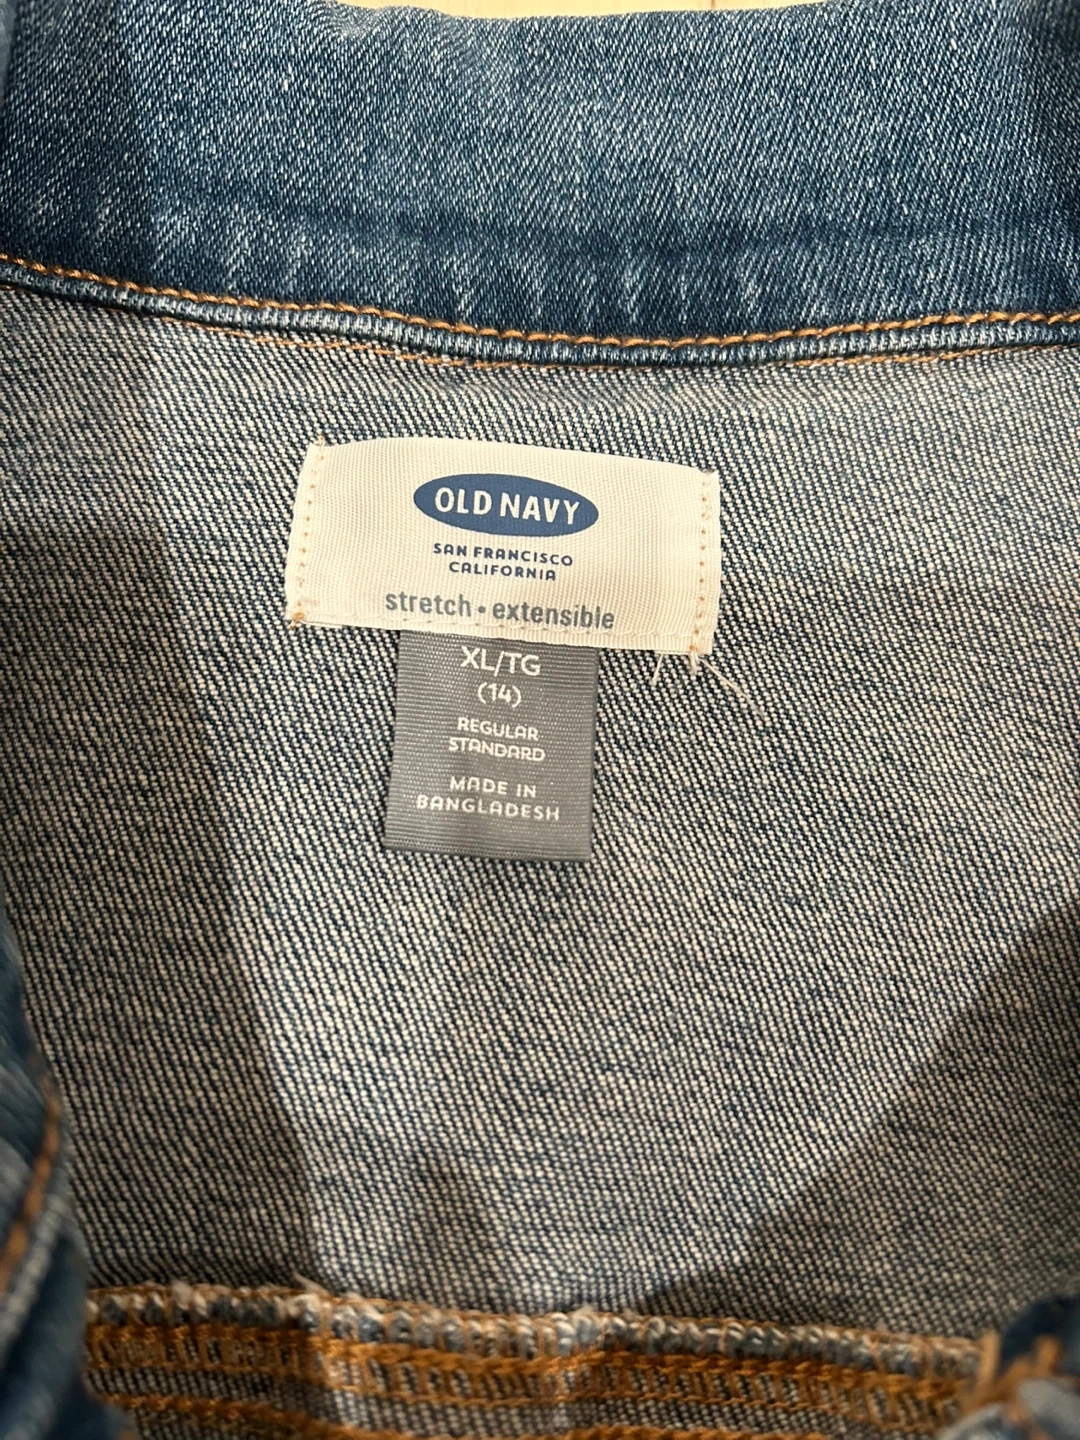 OLD NAVY
SAN FRANCISCO
CALIFORNIA
stretch • extensible
XL/TG
(14)
REGULAR
STANDARD
MADE IN
BANGLADESH